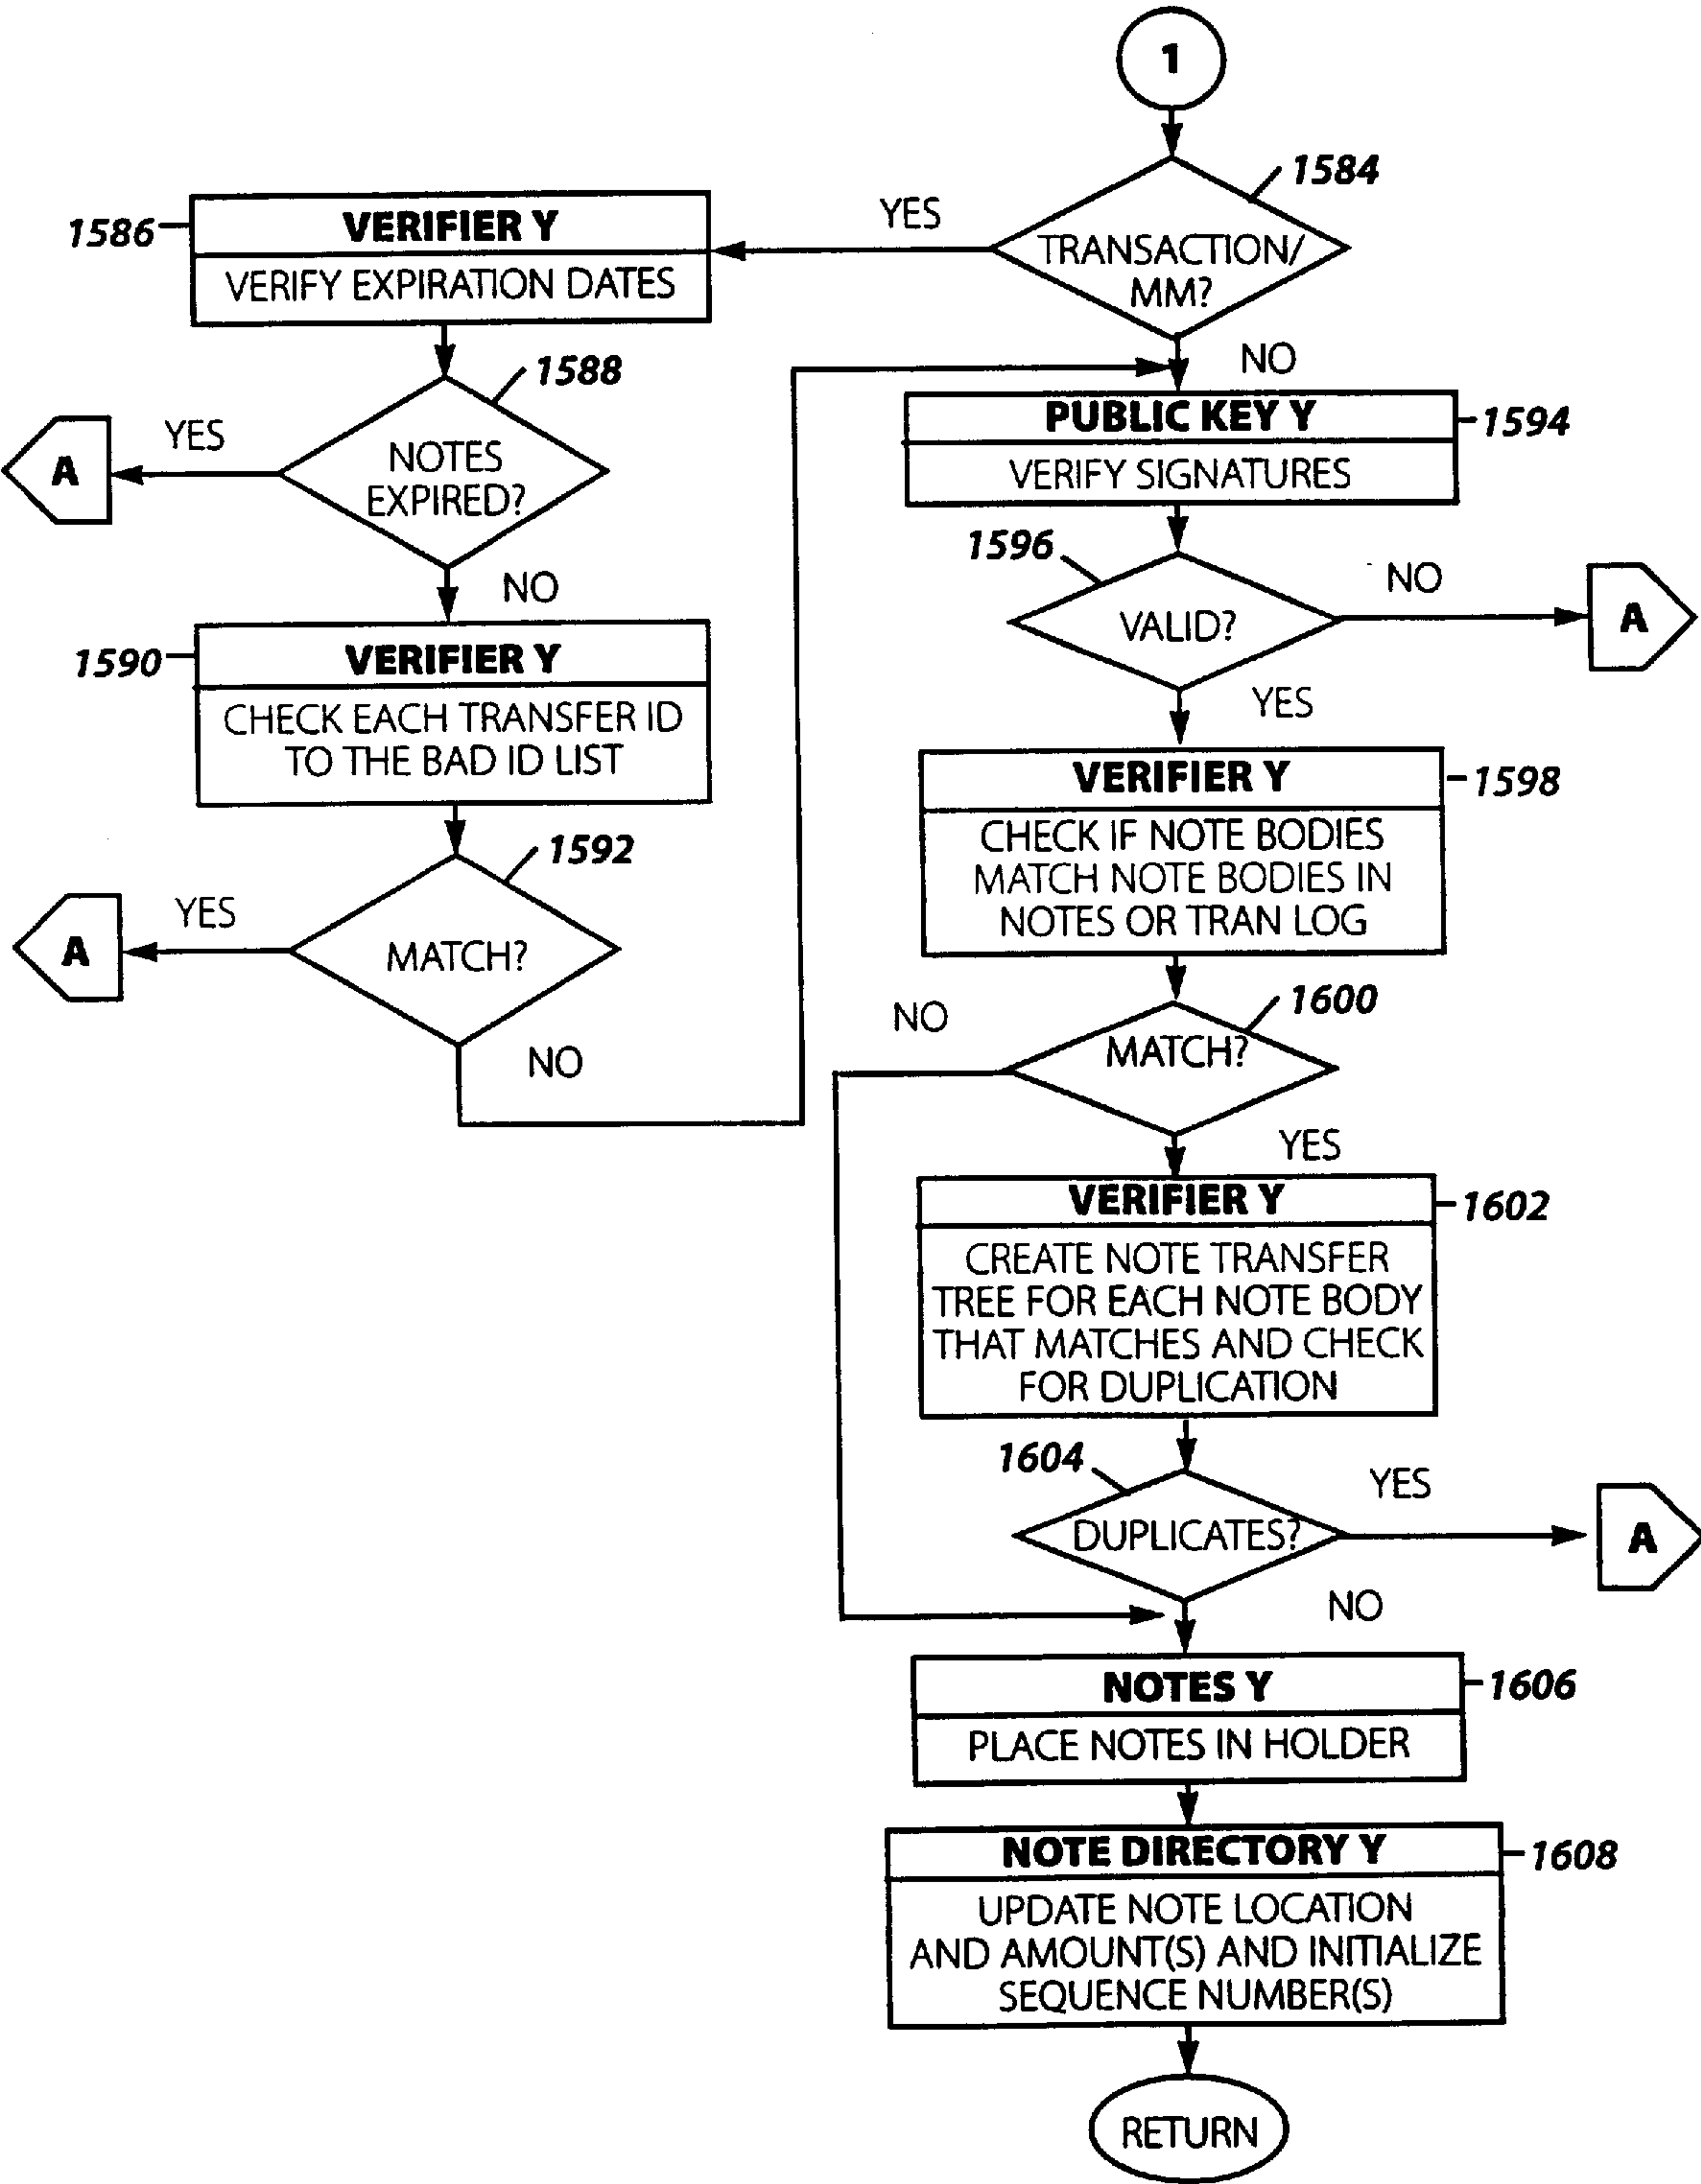 1
1584
TRANSACTION/
MM?
YES
NO
1586
VERIFIER Y
VERIFY EXPIRATION DATES
1588
NOTES
EXPIRED?
YES
A
NO
1590
VERIFIER Y
CHECK EACH TRANSFER ID
TO THE BAD ID LIST
1592
MATCH?
YES
A
NO
PUBLIC KEY Y
1594
VERIFY SIGNATURES
1596
VALID?
NO
A
YES
VERIFIER Y
1598
CHECK IF NOTE BODIES
MATCH NOTE BODIES IN
NOTES OR TRAN LOG
1600
MATCH?
NO
YES
VERIFIER Y
1602
CREATE NOTE TRANSFER
TREE FOR EACH NOTE BODY
THAT MATCHES AND CHECK
FOR DUPLICATION
1604
DUPLICATES?
YES
A
NO
NOTES Y
1606
PLACE NOTES IN HOLDER
NOTE DIRECTORY Y
1608
UPDATE NOTE LOCATION
AND AMOUNT(S) AND INITIALIZE
SEQUENCE NUMBER(S)
RETURN